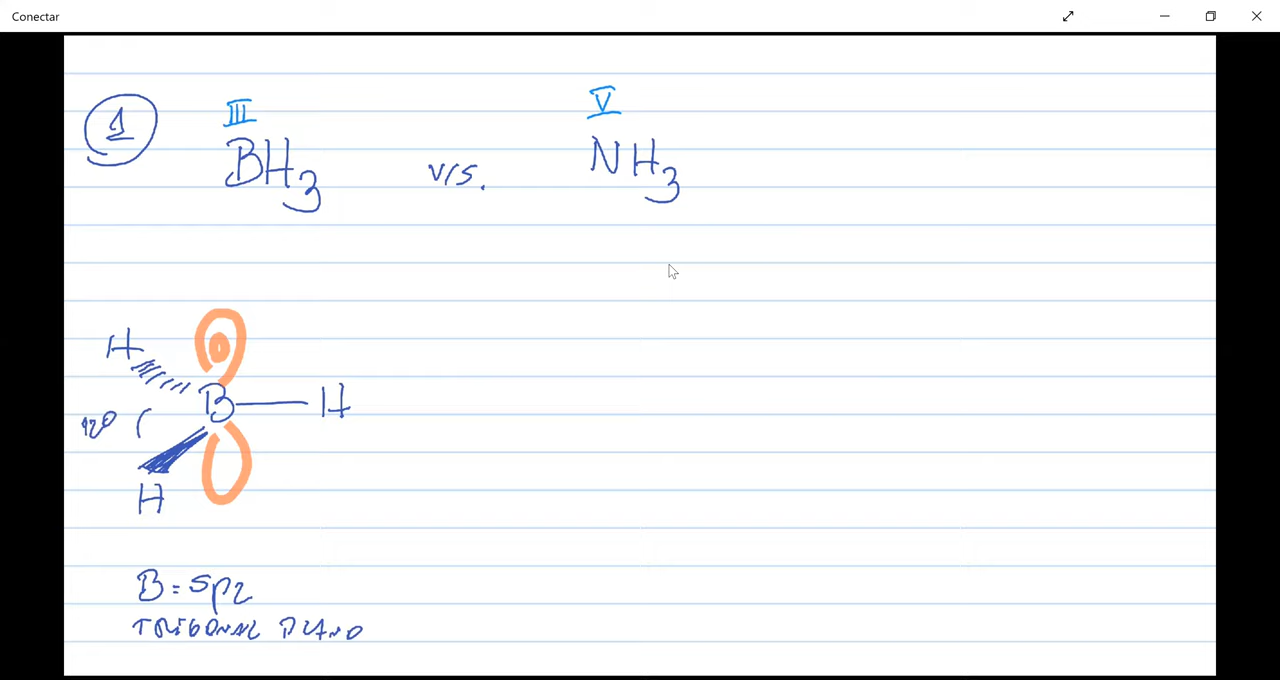 Conectar
1
III
V
BH3 v/s. NH3
H
B H
120
H
B = sp2
TRIGONAL PLANO